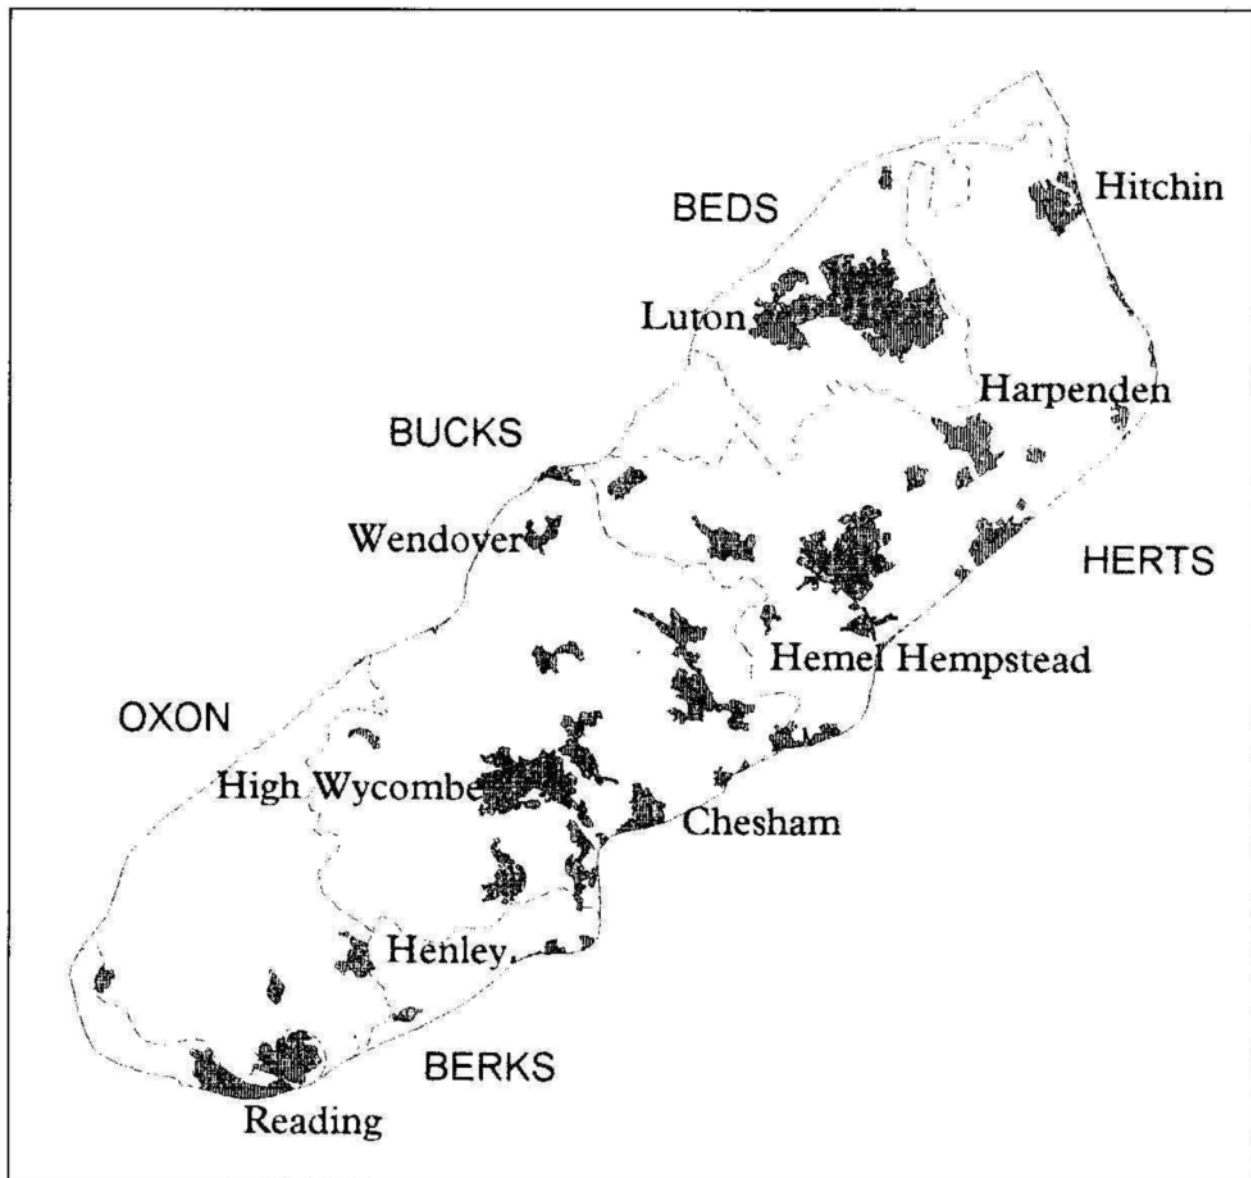 Hitchin
BEDS
Luton
Harpenden
BUCKS
Wendover
HERTS
Hemel Hempstead
OXON
High Wycombe
Chesham
Henley
BERKS
Reading